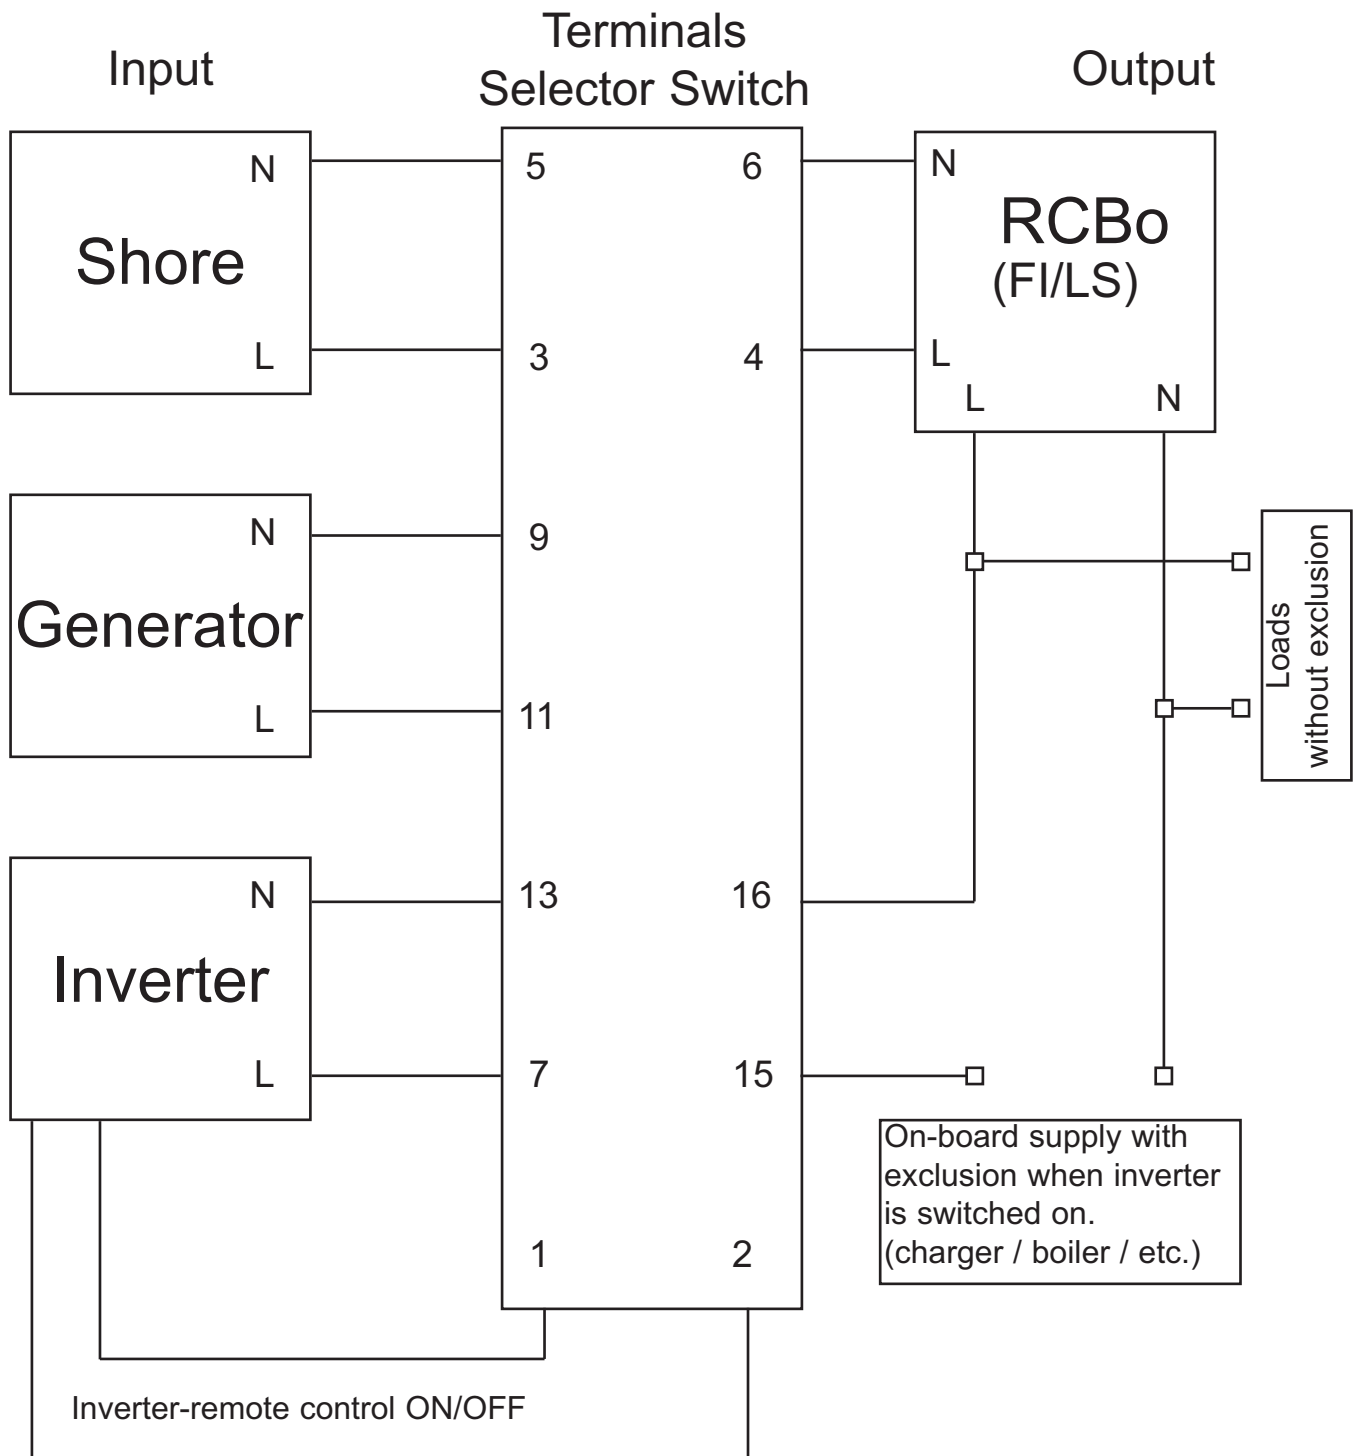 Input
Terminals
Selector Switch
Output
N
Shore
L
5
6
3
4
N
RCBo
(FI/LS)
L
L
N
N
Generator
L
9
11
Loads
without exclusion
N
Inverter
L
13
16
7
15
1
2
On-board supply with
exclusion when inverter
is switched on.
(charger / boiler / etc.)
Inverter-remote control ON/OFF